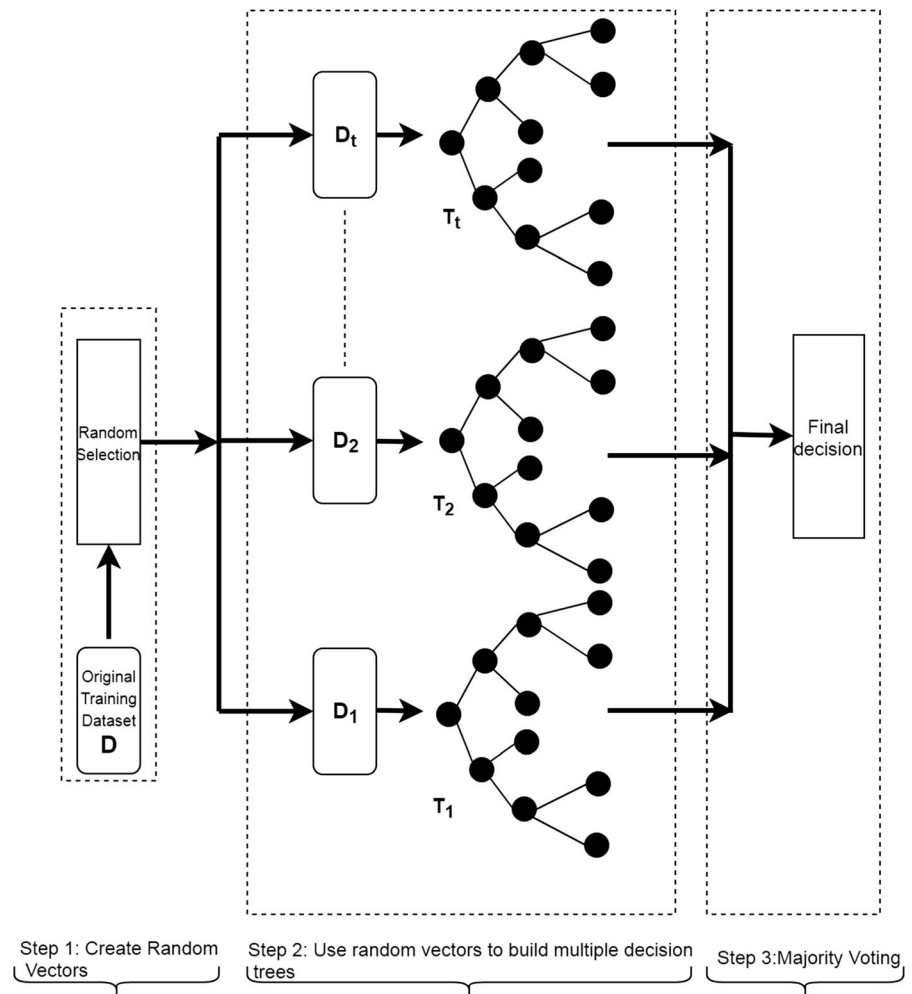 Dt
Tt
Random
Selection
D2
T2
Final
decision
Original
Training
Dataset
D
D1
T1
Step 1: Create Random
Vectors
Step 2: Use random vectors to build multiple decision
trees
Step 3:Majority Voting